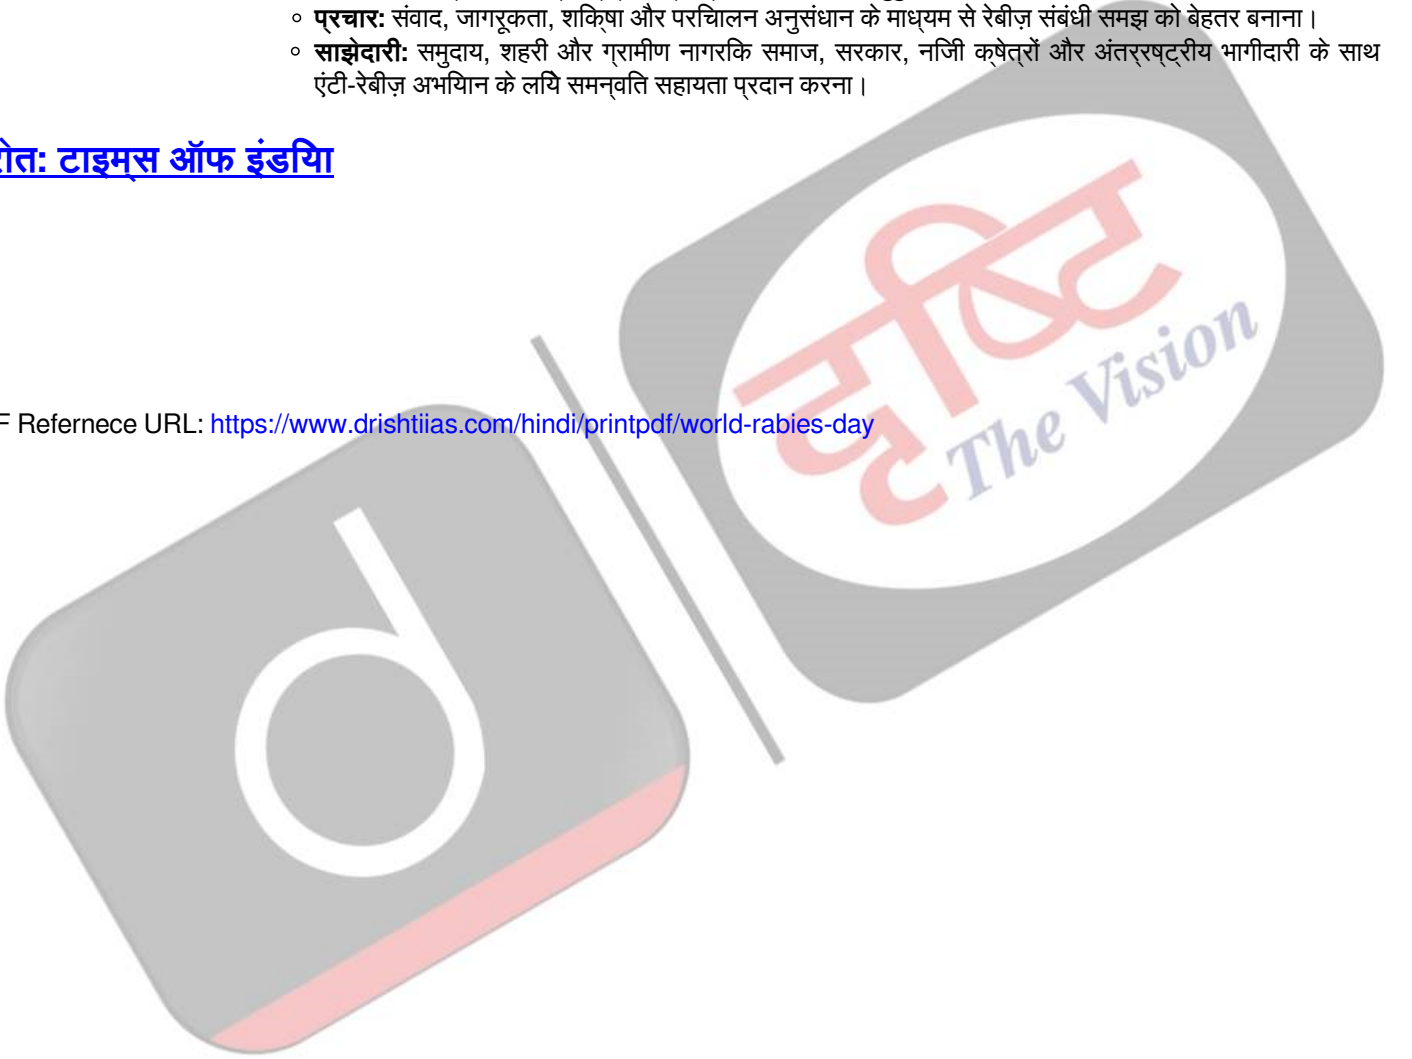 ◦ प्रचार: संवाद, जागरूकता, शिक्षा और परिचालन अनुसंधान के माध्यम से रेबीज़ संबंधी समझ को बेहतर बनाना।
◦ साझेदारी: समुदाय, शहरी और ग्रामीण नागरिक समाज, सरकार, निजी क्षेत्रों और अंतर्राष्ट्रीय भागीदारी के साथ
एंटी-रेबीज़ अभियान के लिये समन्वित सहायता प्रदान करना।
रोत: टाइम्स ऑफ इंडिया
दृष्टि
The Vision
F Refernece URL: https://www.drishtiias.com/hindi/printpdf/world-rabies-day
d